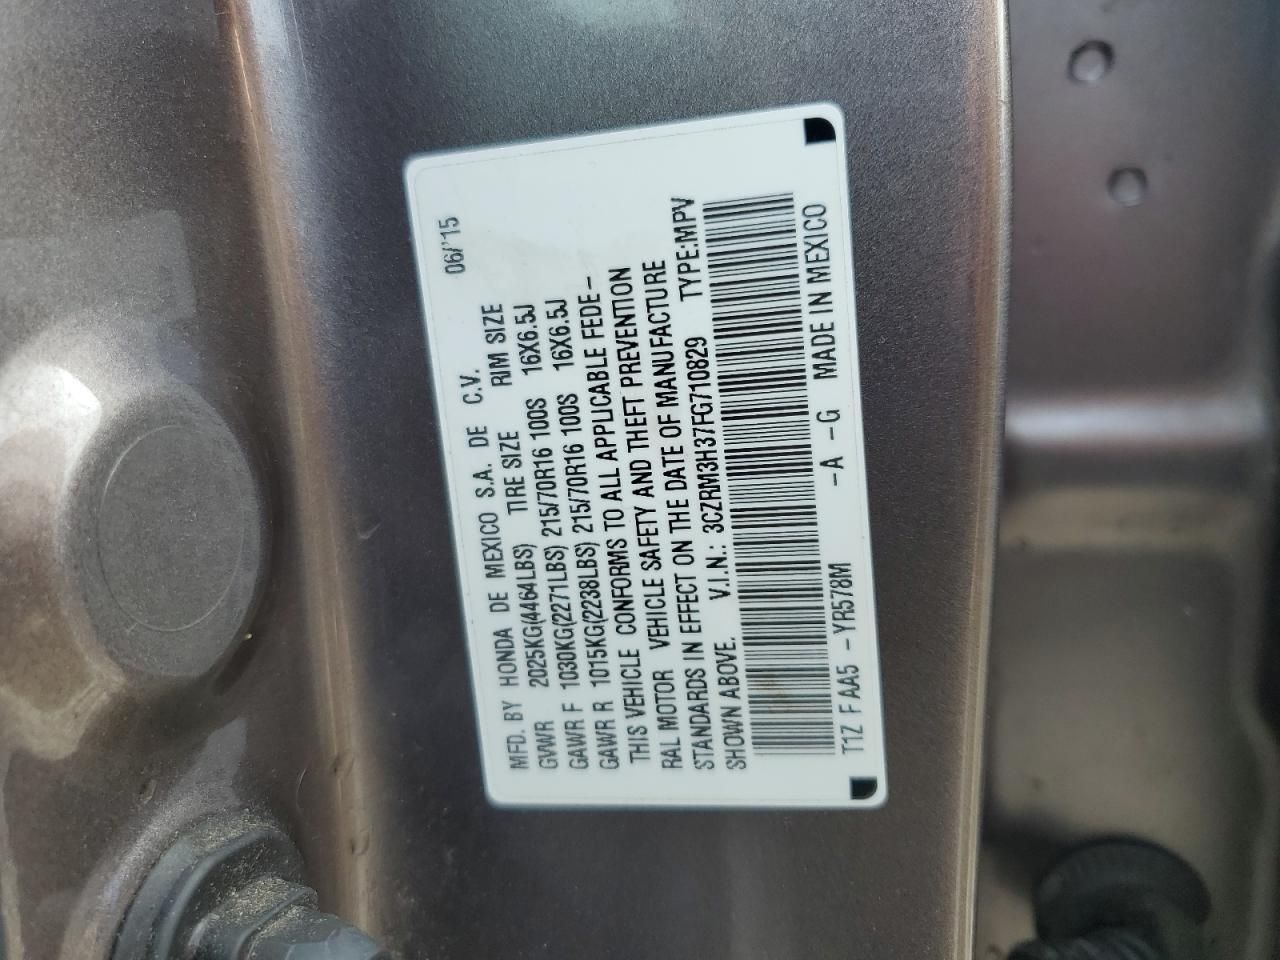 MFD. BY HONDA DE MEXICO S.A. DE C.V. 06/'15
GVWR 2025KG(4464LBS) TIRE SIZE RIM SIZE
GAWR F 1030KG(2271LBS) 215/70R16 100S 16X6.5J
GAWR R 1015KG(2238LBS) 215/70R16 100S 16X6.5J
THIS VEHICLE CONFORMS TO ALL APPLICABLE FEDE-
RAL MOTOR VEHICLE SAFETY AND THEFT PREVENTION
STANDARDS IN EFFECT ON THE DATE OF MANUFACTURE
SHOWN ABOVE. V.I.N.: 3CZRM3H37FG710829 TYPE:MPV
T1Z F AA5 -YR578M -A -G MADE IN MEXICO